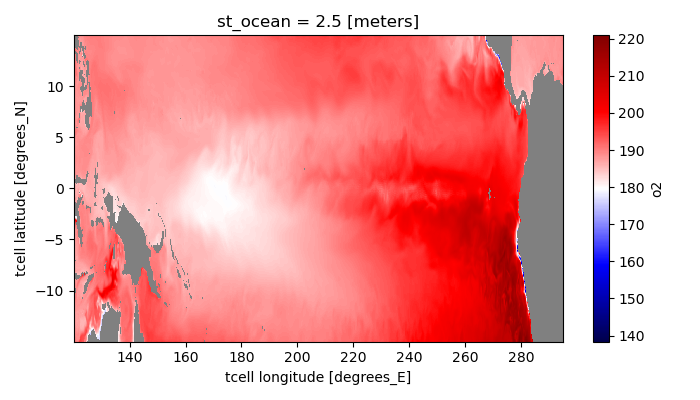 st_ocean = 2.5 [meters]
tcell latitude [degrees_N]
10
5
0
−5
−10
140 160 180 200 220 240 260 280
tcell longitude [degrees_E]
220
210
200
190
180
170
160
150
140
o2